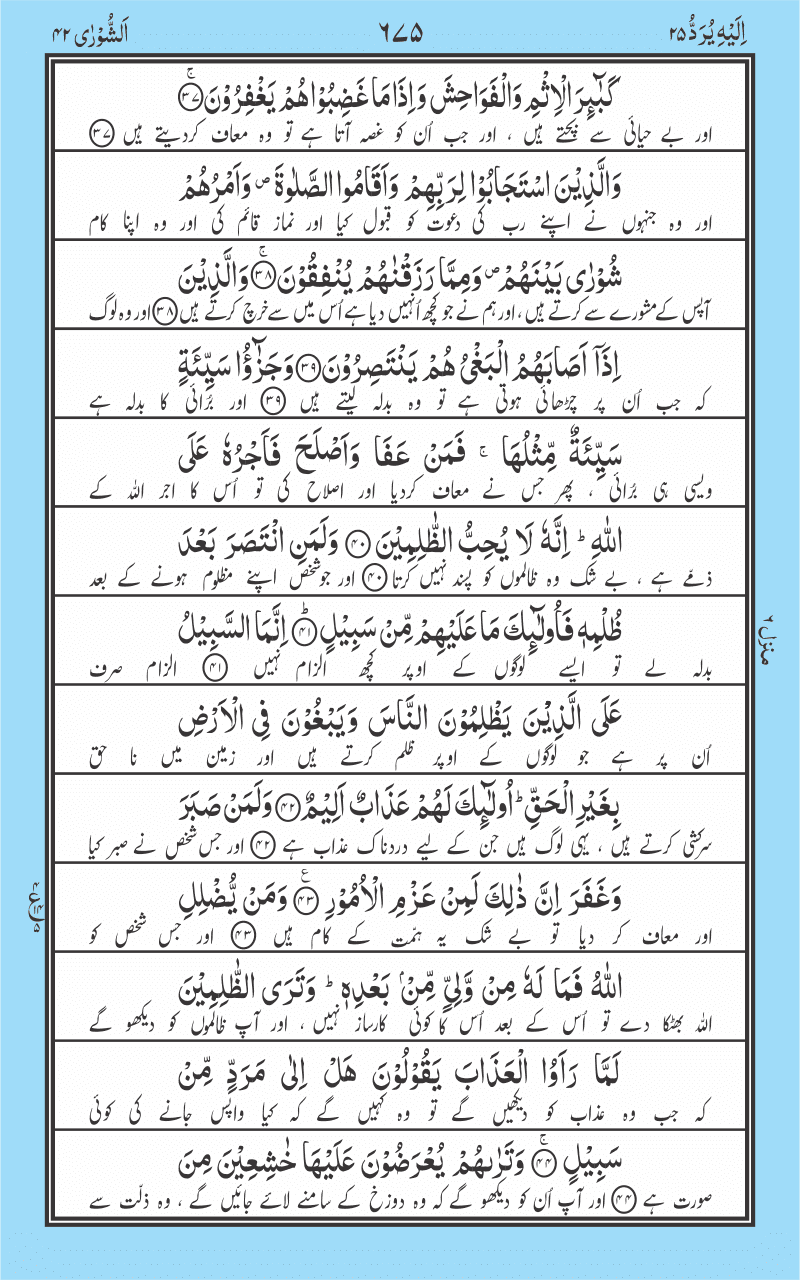 اِلَیْهِ یُرَدُّ ۲۵
٦٧٥
اَلشُّوْرٰی ۴۲
كَبٰٓىِٕرَ الْاِثْمِ وَالْفَوَاحِشَ وَاِذَا مَا غَضِبُوْا هُمْ یَغْفِرُوْنَ ۚ﴿۳۷﴾
اور بے حیائی سے بچتے ہیں ، اور جب اُن کو غصہ آتا ہے تو وہ معاف کردیتے ہیں ﴿۳۷﴾
وَالَّذِیْنَ اسْتَجَابُوْا لِرَبِّهِمْ وَاَقَامُوا الصَّلٰوةَ ۪ وَاَمْرُهُمْ
اور وہ جنہوں نے اپنے رب کی دعوت کو قبول کیا اور نماز قائم کی اور وہ اپنا کام
شُوْرٰی بَیْنَهُمْ ۪ وَمِمَّا رَزَقْنٰهُمْ یُنْفِقُوْنَ ۚ﴿۳۸﴾ وَالَّذِیْنَ
آپس کے مشورے سے کرتے ہیں ، اور ہم نے جو کچھ اُنہیں دیا ہے اُس میں سے خرچ کرتے ہیں ﴿۳۸﴾ اور وہ لوگ
اِذَاۤ اَصَابَهُمُ الْبَغْیُ هُمْ یَنْتَصِرُوْنَ ﴿۳۹﴾ وَجَزٰٓؤُا سَیِّئَةٍ
کہ جب اُن پر چڑھائی ہوتی ہے تو وہ بدلہ لیتے ہیں ﴿۳۹﴾ اور بُرائی کا بدلہ ہے
سَیِّئَةٌ مِّثْلُهَا ۚ فَمَنْ عَفَا وَاَصْلَحَ فَاَجْرُهٗ عَلَی
ویسی ہی بُرائی ، پھر جس نے معاف کردیا اور اصلاح کی تو اُس کا اجر اللہ کے
اللّٰهِ ؕ اِنَّهٗ لَا یُحِبُّ الظّٰلِمِیْنَ ﴿۴۰﴾ وَلَمَنِ انْتَصَرَ بَعْدَ
ذمّے ہے ، بے شک وہ ظالموں کو پسند نہیں کرتا ﴿۴۰﴾ اور جو شخص اپنے مظلوم ہونے کے بعد
ظُلْمِهٖ فَاُولٰٓىِٕكَ مَا عَلَیْهِمْ مِّنْ سَبِیْلٍ ؕ﴿۴۱﴾ اِنَّمَا السَّبِیْلُ
بدلہ لے تو ایسے لوگوں کے اوپر کچھ الزام نہیں ﴿۴۱﴾ الزام صرف
عَلَی الَّذِیْنَ یَظْلِمُوْنَ النَّاسَ وَیَبْغُوْنَ فِی الْاَرْضِ
اُن پر ہے جو لوگوں کے اوپر ظلم کرتے ہیں اور زمین میں نا حق
بِغَیْرِ الْحَقِّ ؕ اُولٰٓىِٕكَ لَهُمْ عَذَابٌ اَلِیْمٌ ﴿۴۲﴾ وَلَمَنْ صَبَرَ
سرکشی کرتے ہیں ، یہی لوگ ہیں جن کے لیے دردناک عذاب ہے ﴿۴۲﴾ اور جس شخص نے صبر کیا
وَغَفَرَ اِنَّ ذٰلِكَ لَمِنْ عَزْمِ الْاُمُوْرِ ۧ﴿۴۳﴾ وَمَنْ یُّضْلِلِ
اور معاف کر دیا تو بے شک یہ ہمّت کے کام ہیں ﴿۴۳﴾ اور جس شخص کو
اللّٰهُ فَمَا لَهٗ مِنْ وَّلِیٍّ مِّنْۢ بَعْدِهٖ ؕ وَتَرَی الظّٰلِمِیْنَ
اللہ بھٹکا دے تو اُس کے بعد اُس کا کوئی کارساز نہیں ، اور آپ ظالموں کو دیکھو گے
لَمَّا رَاَوُا الْعَذَابَ یَقُوْلُوْنَ هَلْ اِلٰی مَرَدٍّ مِّنْ
کہ جب وہ عذاب کو دیکھیں گے تو وہ کہیں گے کہ کیا واپس جانے کی کوئی
سَبِیْلٍ ۚ﴿۴۴﴾ وَتَرٰىهُمْ یُعْرَضُوْنَ عَلَیْهَا خٰشِعِیْنَ مِنَ
صورت ہے ﴿۴۴﴾ اور آپ اُن کو دیکھو گے کہ وہ دوزخ کے سامنے لائے جائیں گے ، وہ ذلّت سے
منزل ٦